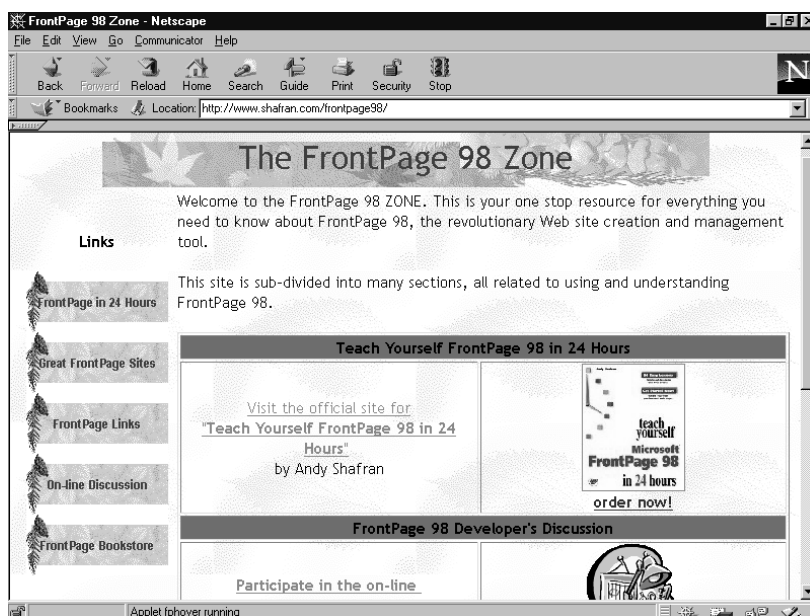 FrontPage 98 Zone - Netscape
File Edit View Go Communicator Help
Back Forward Reload Home Search Guide Print Security Stop
N
Bookmarks Location: http://www.shafran.com/frontpage98/
The FrontPage 98 Zone
Welcome to the FrontPage 98 ZONE. This is your one stop resource for everything you
need to know about FrontPage 98, the revolutionary Web site creation and management
tool.
This site is sub-divided into many sections, all related to using and understanding
FrontPage 98.
Links
FrontPage in 24 Hours
Great FrontPage Sites
FrontPage Links
On-line Discussion
FrontPage Bookstore
Teach Yourself FrontPage 98 in 24 Hours
Visit the official site for
"Teach Yourself FrontPage 98 in 24
Hours"
by Andy Shafran
teach
yourself
Microsoft
FrontPage 98
in 24 hours
order now!
FrontPage 98 Developer's Discussion
Participate in the on-line
Applet fphover running